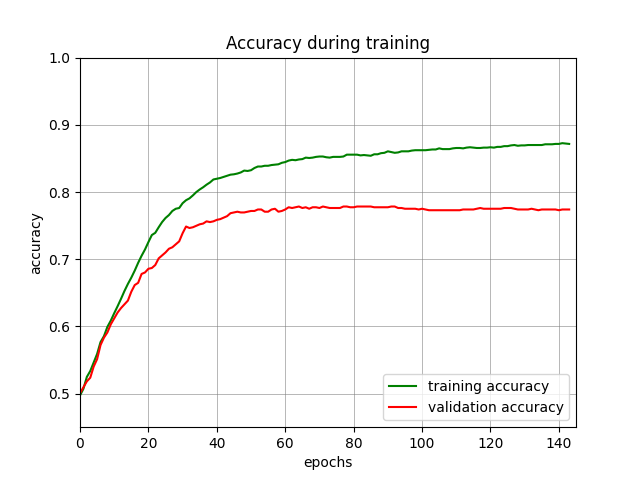 Accuracy during training
1.0
0.9
0.8
0.7
0.6
0.5
accuracy
0 20 40 60 80 100 120 140
epochs
training accuracy
validation accuracy